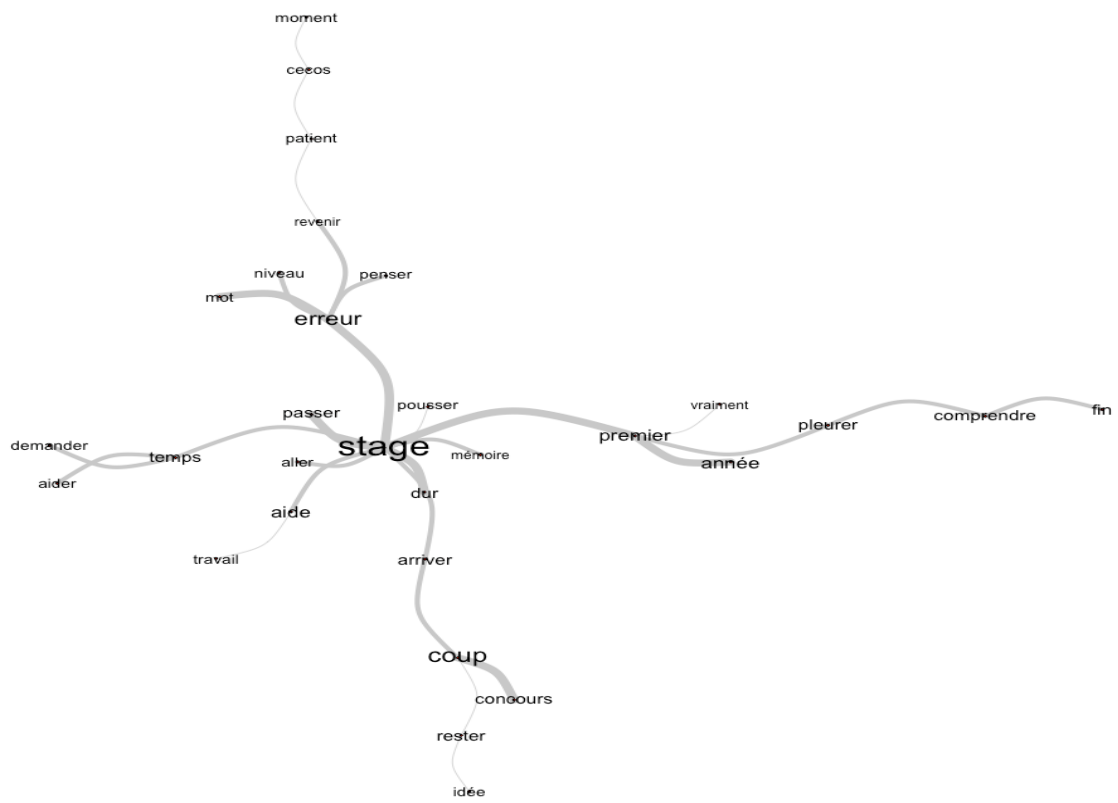 moment
cecos
patient
revenir
niveau
penser
mot
erreur
passer
pousser
vraiment
fin
comprendre
pleurer
premier
demander
stage
temps
mémoire
aller
année
aider
dur
aide
travail
arriver
coup
concours
rester
idée